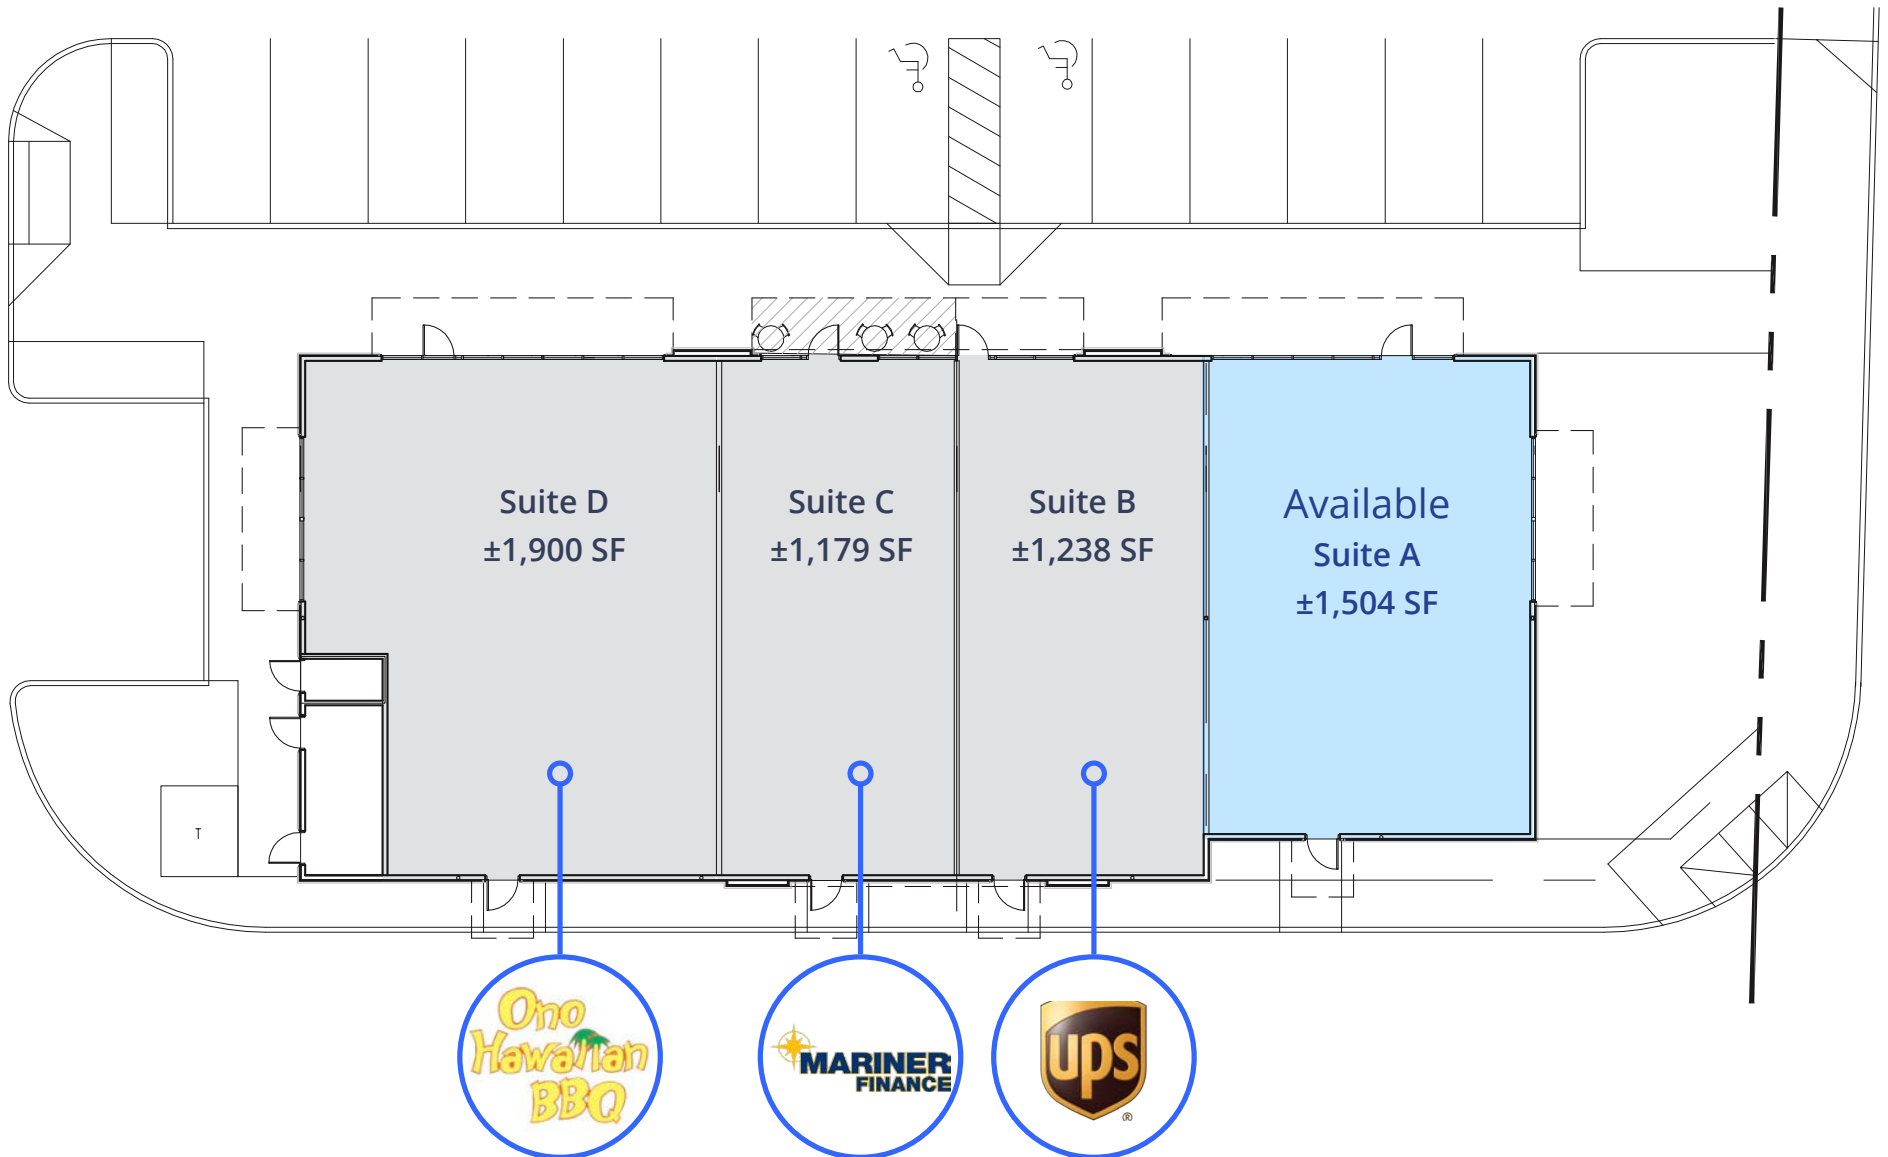 Suite D
±1,900 SF
Suite C
±1,179 SF
Suite B
±1,238 SF
Available
Suite A
±1,504 SF
T
Ono
Hawaiian
BBQ
MARINER
FINANCE
ups
®